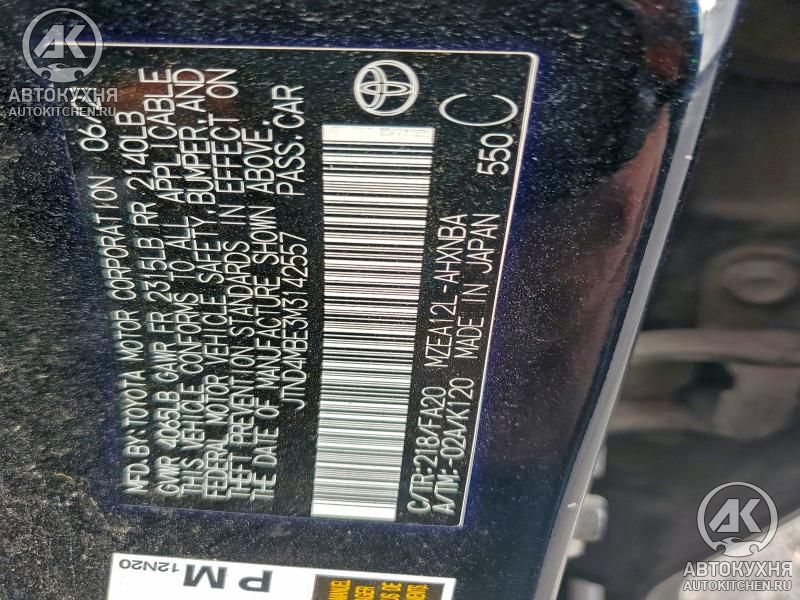 АК
АВТОКУХНЯ
AUTOKITCHEN.RU
MFD. BY: TOYOTA MOTOR CORPORATION 06/21
GVWR 4065LB GAWR FR 2315LB RR 2140LB
THIS VEHICLE CONFORMS TO ALL APPLICABLE
FEDERAL MOTOR VEHICLE SAFETY, BUMPER, AND
THEFT PREVENTION STANDARDS IN EFFECT ON
THE DATE OF MANUFACTURE SHOWN ABOVE.
JTND4MBE3M3142557 PASS. CAR
C/TR:218/FA20 MZEA12L-AHXNBA
A/TM:-02A/K120 MADE IN JAPAN 550 C
PM
12N20
АК
АВТОКУХНЯ
AUTOKITCHEN.RU